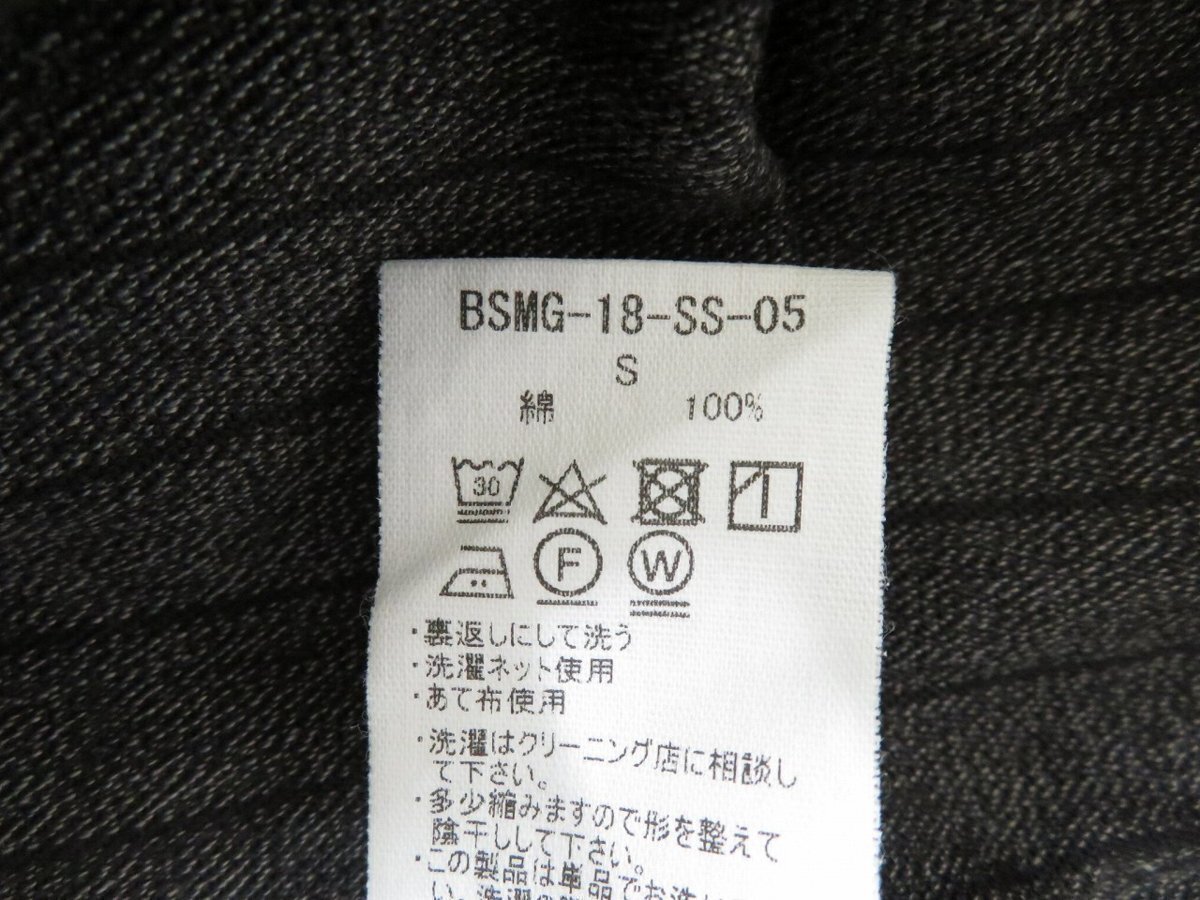 BSMG-18-SS-05
S
綿 100%
30
F W
・裏返しにして洗う
・洗濯ネット使用
・あて布使用
・洗濯はクリーニング店に相談し
て下さい。
・多少縮みますので形を整えて
陰干しして下さい。
・この製品は単品でお洗
い。洗濯